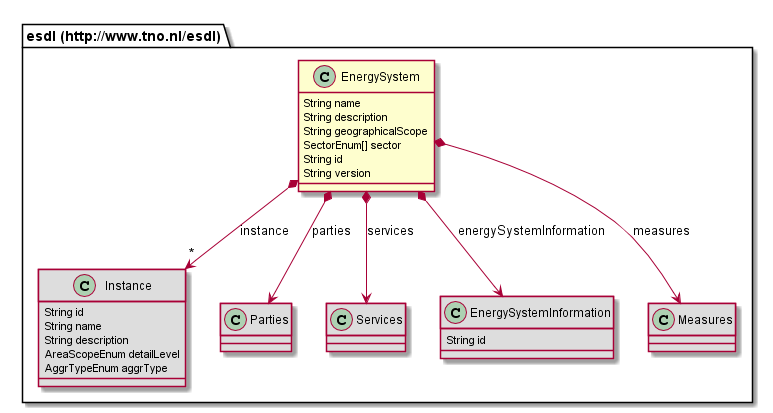 esdl (http://www.tno.nl/esdl)
C EnergySystem
String name
String description
String geographicalScope
SectorEnum[] sector
String id
String version
instance
parties
services
energySystemInformation
measures
*
C Instance
String id
String name
String description
AreaScopeEnum detailLevel
AggrTypeEnum aggrType
C Parties
C Services
C EnergySystemInformation
String id
C Measures